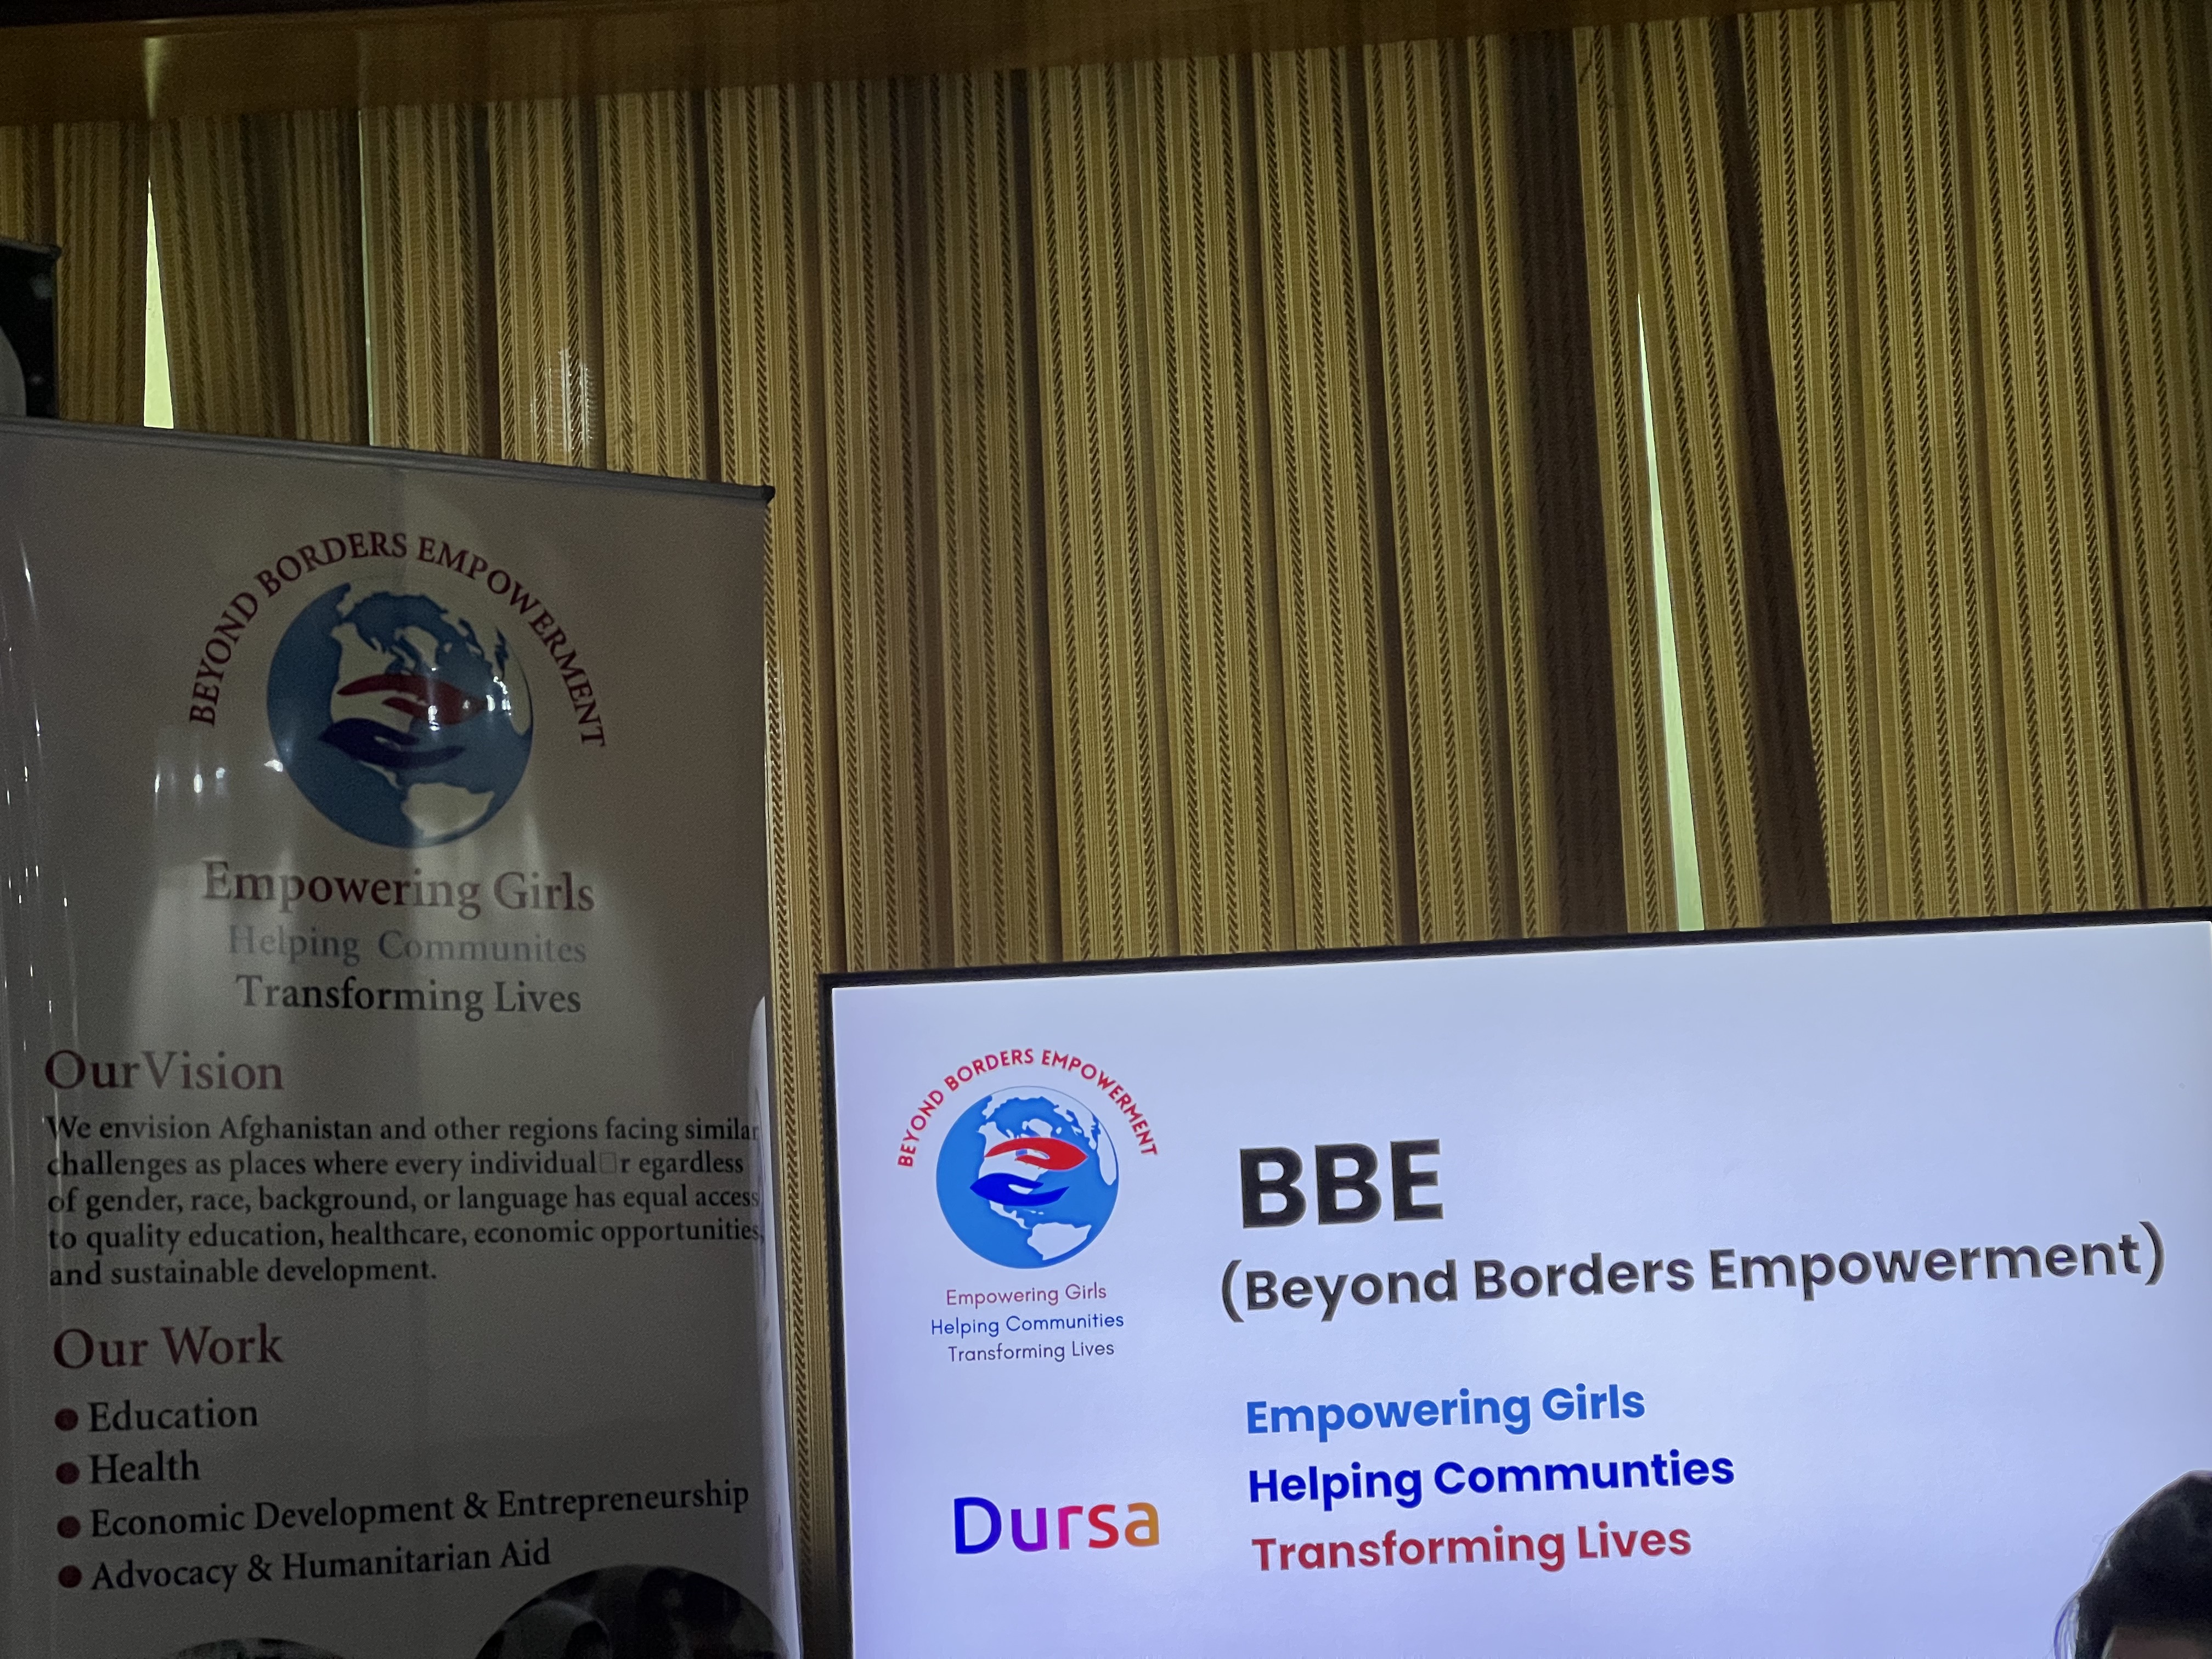 BEYOND BORDERS EMPOWERMENT
Empowering Girls
Helping Communites
Transforming Lives
Our Vision
We envision Afghanistan and other regions facing similar
challenges as places where every individual□r egardless
of gender, race, background, or language has equal access
to quality education, healthcare, economic opportunities,
and sustainable development.
Our Work
● Education
● Health
● Economic Development & Entrepreneurship
● Advocacy & Humanitarian Aid
BEYOND BORDERS EMPOWERMENT
Empowering Girls
Helping Communities
Transforming Lives
Dursa
BBE
(Beyond Borders Empowerment)
Empowering Girls
Helping Communties
Transforming Lives